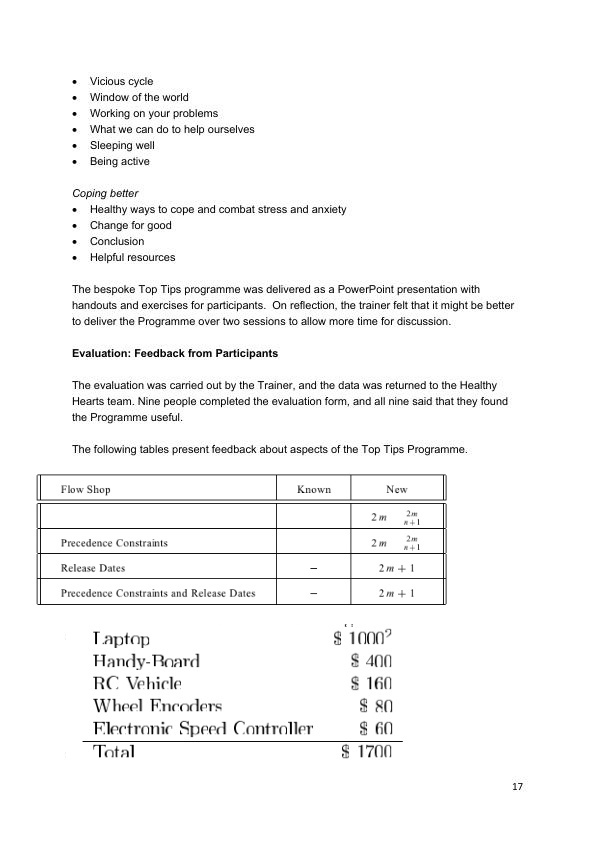 • Vicious cycle
• Window of the world
• Working on your problems
• What we can do to help ourselves
• Sleeping well
• Being active
Coping better
• Healthy ways to cope and combat stress and anxiety
• Change for good
• Conclusion
• Helpful resources
The bespoke Top Tips programme was delivered as a PowerPoint presentation with
handouts and exercises for participants.  On reflection, the trainer felt that it might be better
to deliver the Programme over two sessions to allow more time for discussion.
Evaluation: Feedback from Participants
The evaluation was carried out by the Trainer, and the data was returned to the Healthy
Hearts team. Nine people completed the evaluation form, and all nine said that they found
the Programme useful.
The following tables present feedback about aspects of the Top Tips Programme.
Flow Shop Known New
2m 2m/n+1
Precedence Constraints 2m 2m/n+1
Release Dates – 2m + 1
Precedence Constraints and Release Dates – 2m + 1
Laptop $ 1000²
Handy-Board $ 400
RC Vehicle $ 160
Wheel Encoders $ 80
Electronic Speed Controller $ 60
Total $ 1700
17